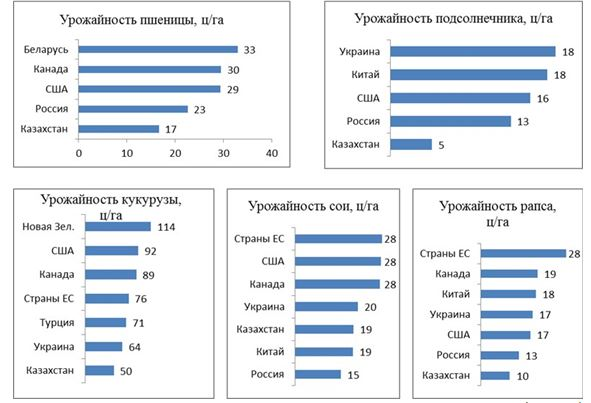 Урожайность пшеницы, ц/га
Беларусь 33
Канада 30
США 29
Россия 23
Казахстан 17
0 10 20 30 40
Урожайность подсолнечника, ц/га
Украина 18
Китай 18
США 16
Россия 13
Казахстан 5
Урожайность кукурузы,
ц/га
Новая Зел. 114
США 92
Канада 89
Страны ЕС 76
Турция 71
Украина 64
Казахстан 50
Урожайность сои, ц/га
Страны ЕС 28
США 28
Канада 28
Украина 20
Казахстан 19
Китай 19
Россия 15
Урожайность рапса,
ц/га
Страны ЕС 28
Канада 19
Китай 18
Украина 17
США 17
Россия 13
Казахстан 10